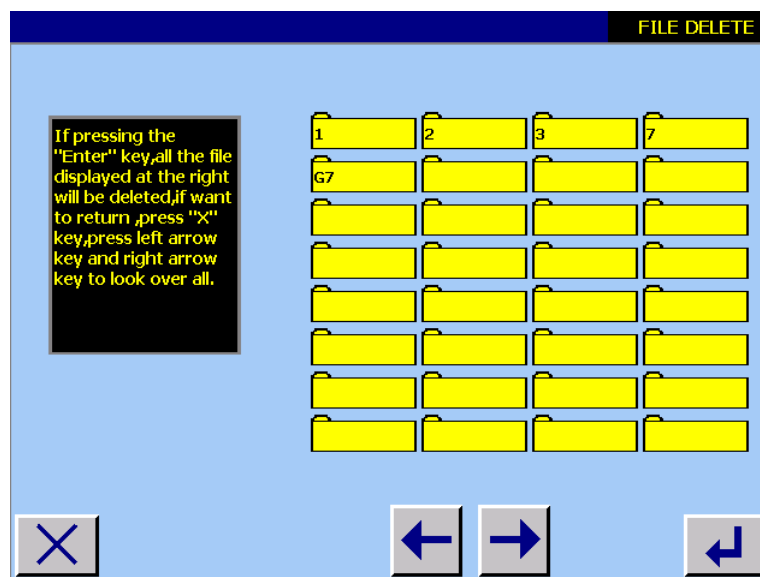 FILE DELETE
If pressing the
"Enter" key,all the file
displayed at the right
will be deleted,if want
to return ,press "X"
key,press left arrow
key and right arrow
key to look over all.
1 2 3 7
G7